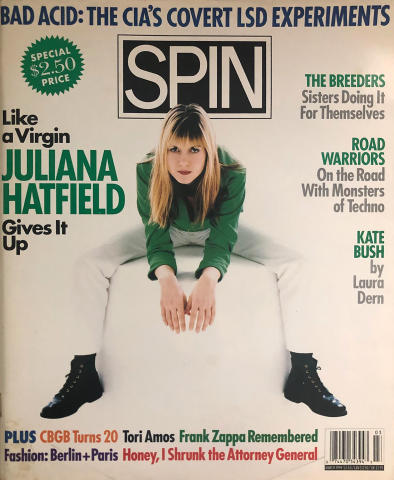 BAD ACID: THE CIA'S COVERT LSD EXPERIMENTS
SPECIAL
$2.50
PRICE
SPIN
Like
a Virgin
JULIANA
HATFIELD
Gives It
Up
THE BREEDERS
Sisters Doing It
For Themselves
ROAD
WARRIORS
On the Road
With Monsters
of Techno
KATE
BUSH
by
Laura
Dern
PLUS CBGB Turns 20 Tori Amos Frank Zappa Remembered
Fashion: Berlin+Paris Honey, I Shrunk the Attorney General